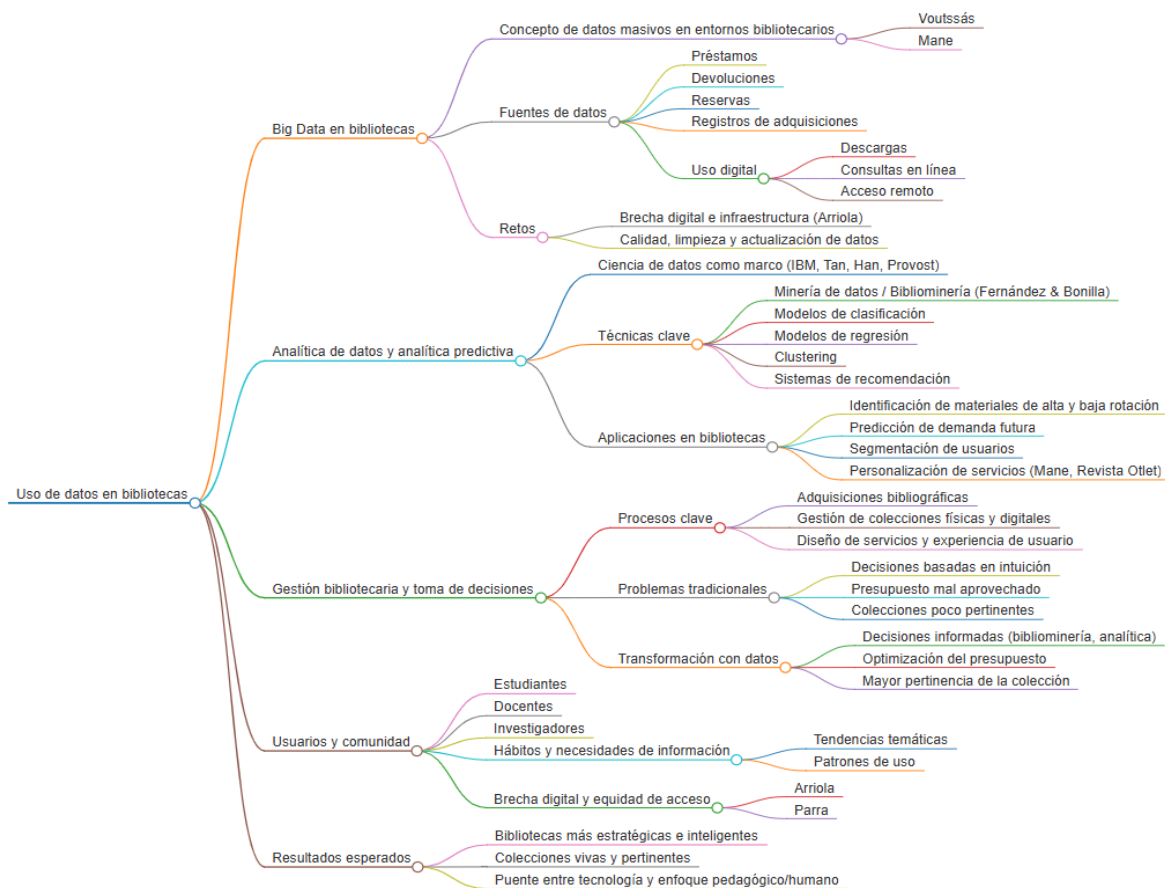 Uso de datos en bibliotecas
Big Data en bibliotecas
Concepto de datos masivos en entornos bibliotecarios
Voutssás
Mane
Fuentes de datos
Préstamos
Devoluciones
Reservas
Registros de adquisiciones
Uso digital
Descargas
Consultas en línea
Acceso remoto
Retos
Brecha digital e infraestructura (Arriola)
Calidad, limpieza y actualización de datos
Analítica de datos y analítica predictiva
Ciencia de datos como marco (IBM, Tan, Han, Provost)
Técnicas clave
Minería de datos / Bibliominería (Fernández & Bonilla)
Modelos de clasificación
Modelos de regresión
Clustering
Sistemas de recomendación
Aplicaciones en bibliotecas
Identificación de materiales de alta y baja rotación
Predicción de demanda futura
Segmentación de usuarios
Personalización de servicios (Mane, Revista Otlet)
Gestión bibliotecaria y toma de decisiones
Procesos clave
Adquisiciones bibliográficas
Gestión de colecciones físicas y digitales
Diseño de servicios y experiencia de usuario
Problemas tradicionales
Decisiones basadas en intuición
Presupuesto mal aprovechado
Colecciones poco pertinentes
Transformación con datos
Decisiones informadas (bibliominería, analítica)
Optimización del presupuesto
Mayor pertinencia de la colección
Usuarios y comunidad
Estudiantes
Docentes
Investigadores
Hábitos y necesidades de información
Tendencias temáticas
Patrones de uso
Brecha digital y equidad de acceso
Arriola
Parra
Resultados esperados
Bibliotecas más estratégicas e inteligentes
Colecciones vivas y pertinentes
Puente entre tecnología y enfoque pedagógico/humano